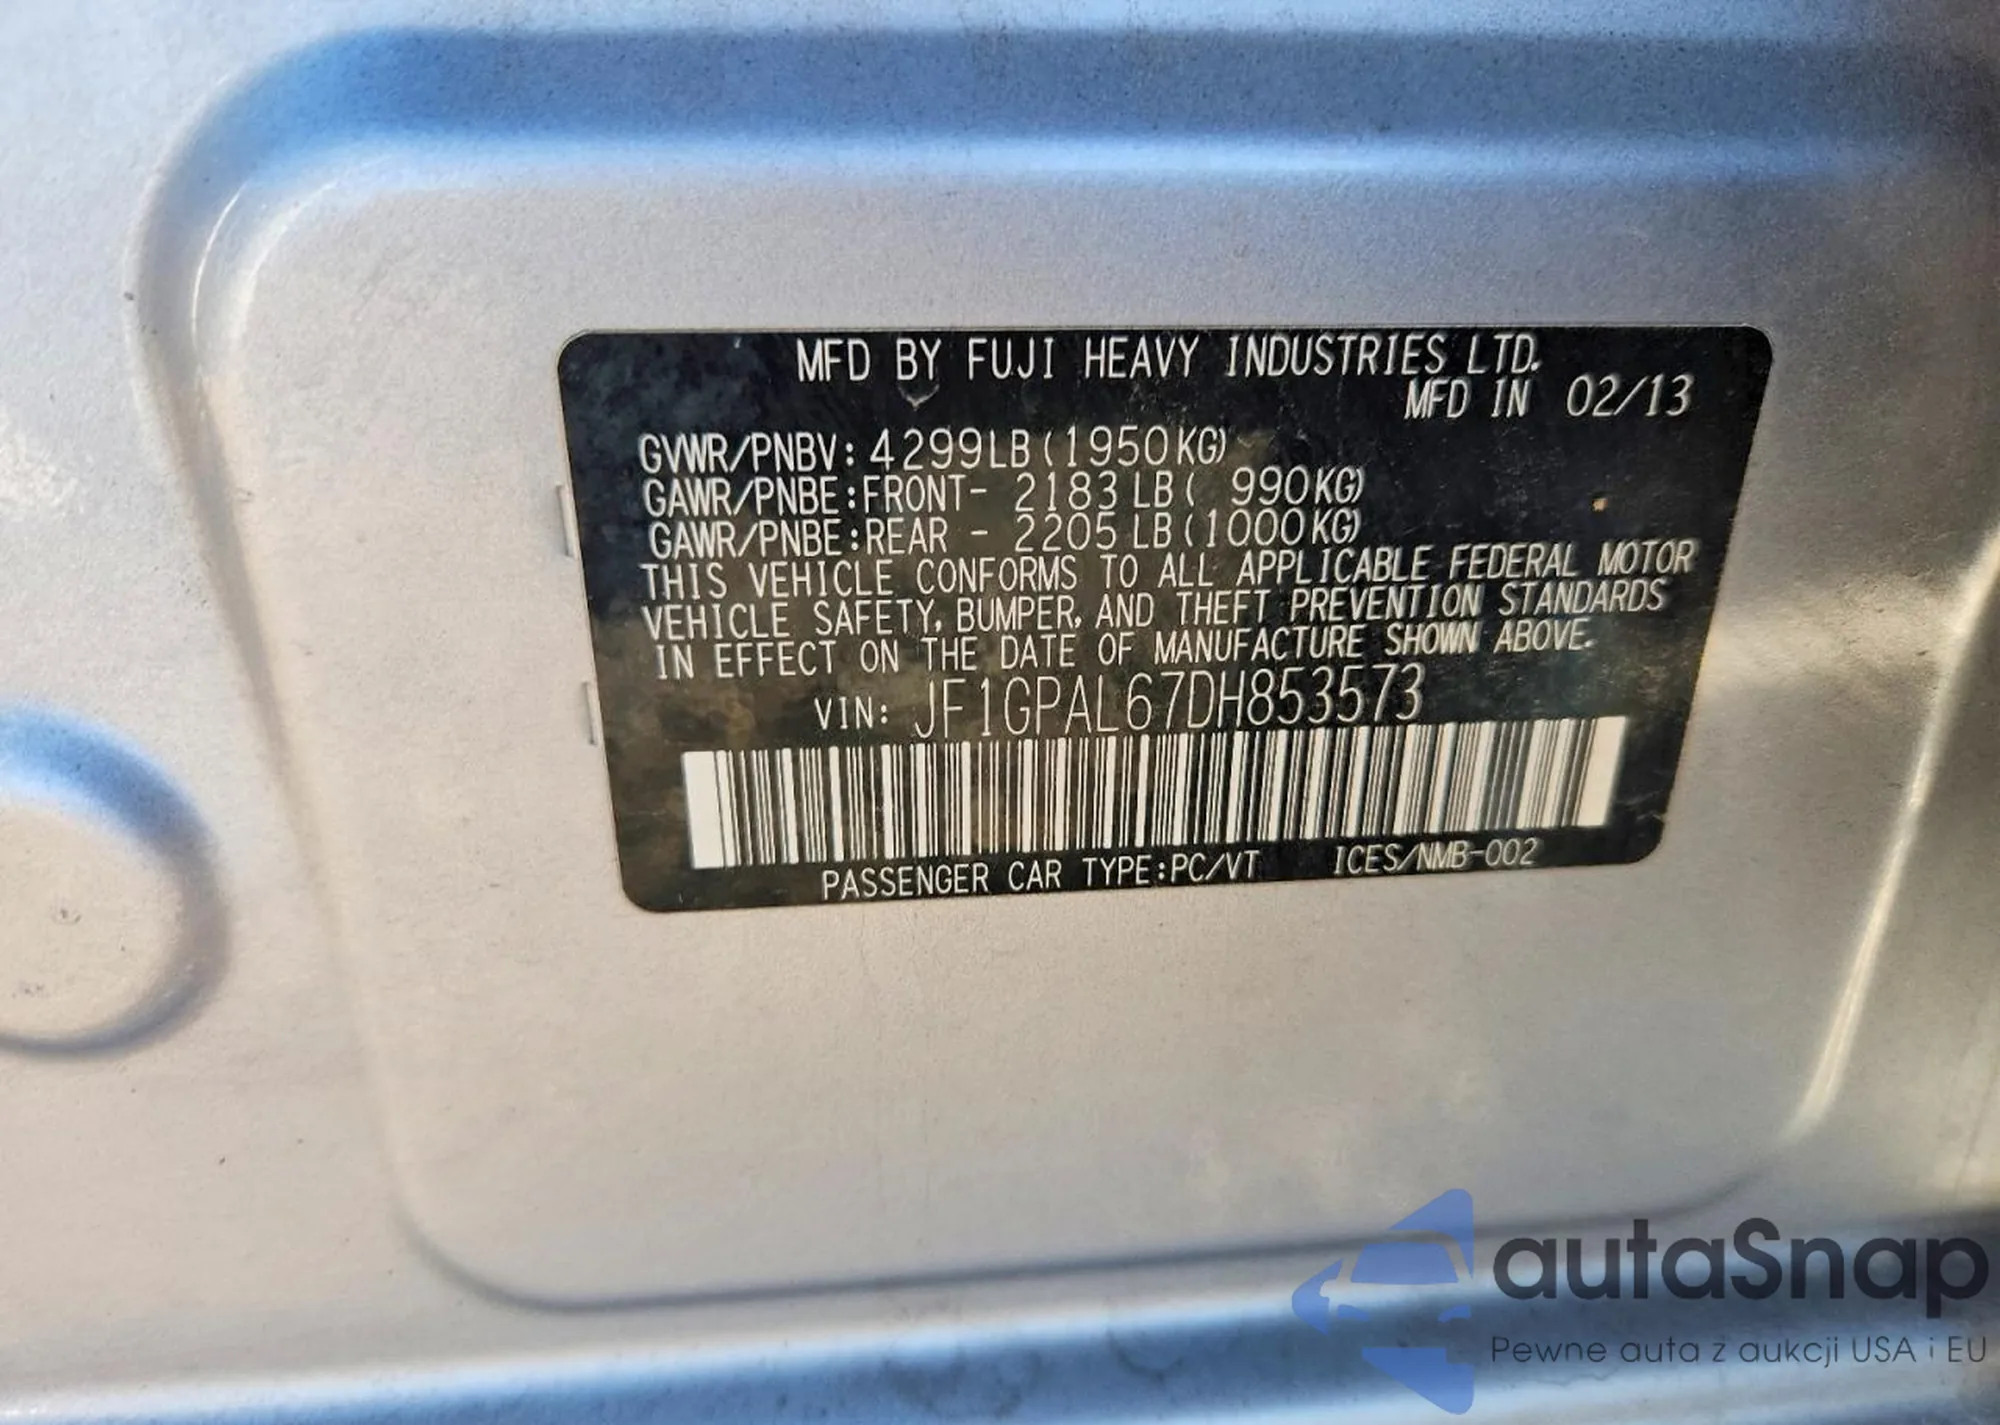 MFD BY FUJI HEAVY INDUSTRIES LTD.
MFD IN 02/13
GVWR/PNBV: 4299LB (1950KG)
GAWR/PNBE:FRONT- 2183 LB ( 990KG)
GAWR/PNBE:REAR - 2205 LB (1000KG)
THIS VEHICLE CONFORMS TO ALL APPLICABLE FEDERAL MOTOR
VEHICLE SAFETY, BUMPER, AND THEFT PREVENTION STANDARDS
IN EFFECT ON THE DATE OF MANUFACTURE SHOWN ABOVE.
VIN: JF1GPAL67DH853573
PASSENGER CAR TYPE:PC/VT ICES/NMB-002
autaSnap
Pewne auta z aukcji USA i EU